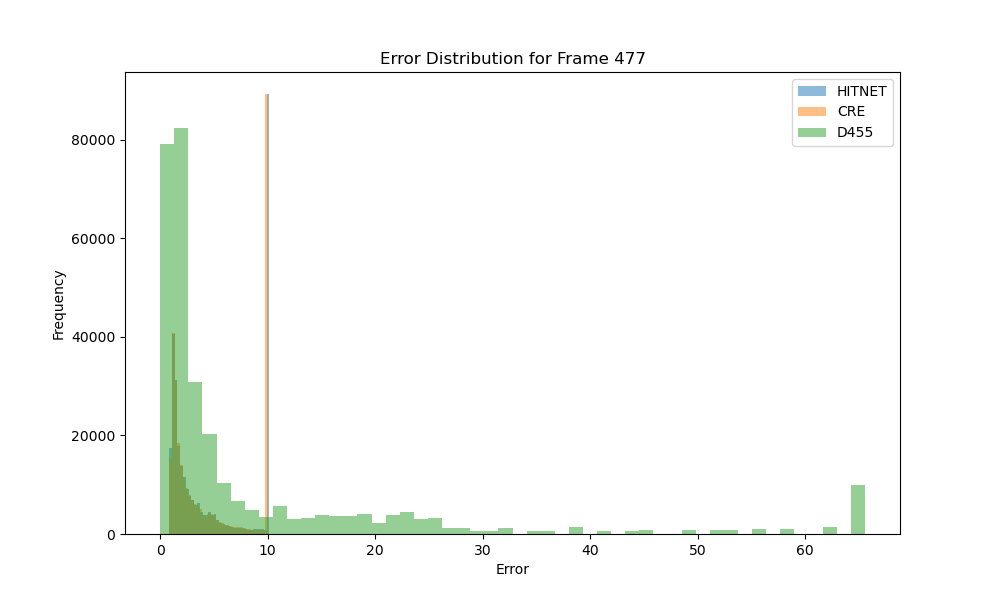 Error Distribution for Frame 477
HITNET
CRE
D455
80000
60000
40000
20000
0
Frequency
0 10 20 30 40 50 60
Error